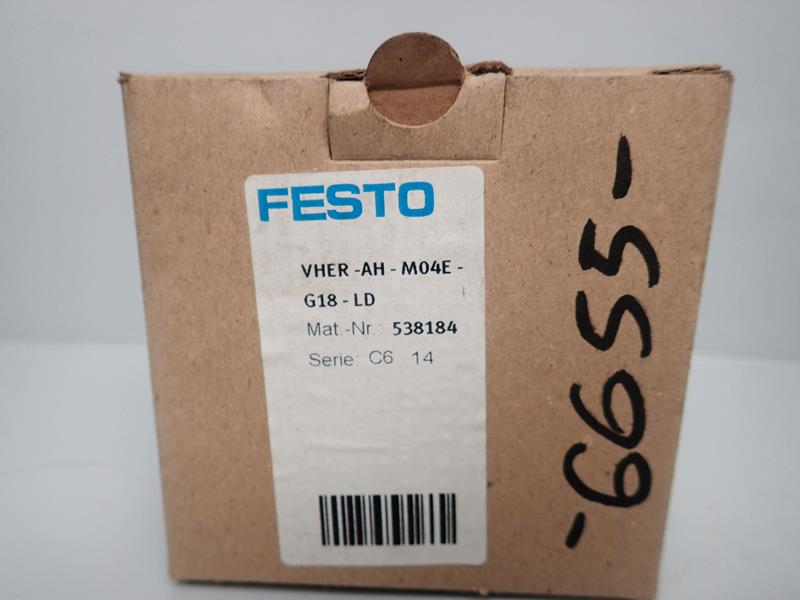 FESTO
VHER -AH - M04E -
G18 - LD
Mat.-Nr.: 538184
Serie: C6 14
-6655-